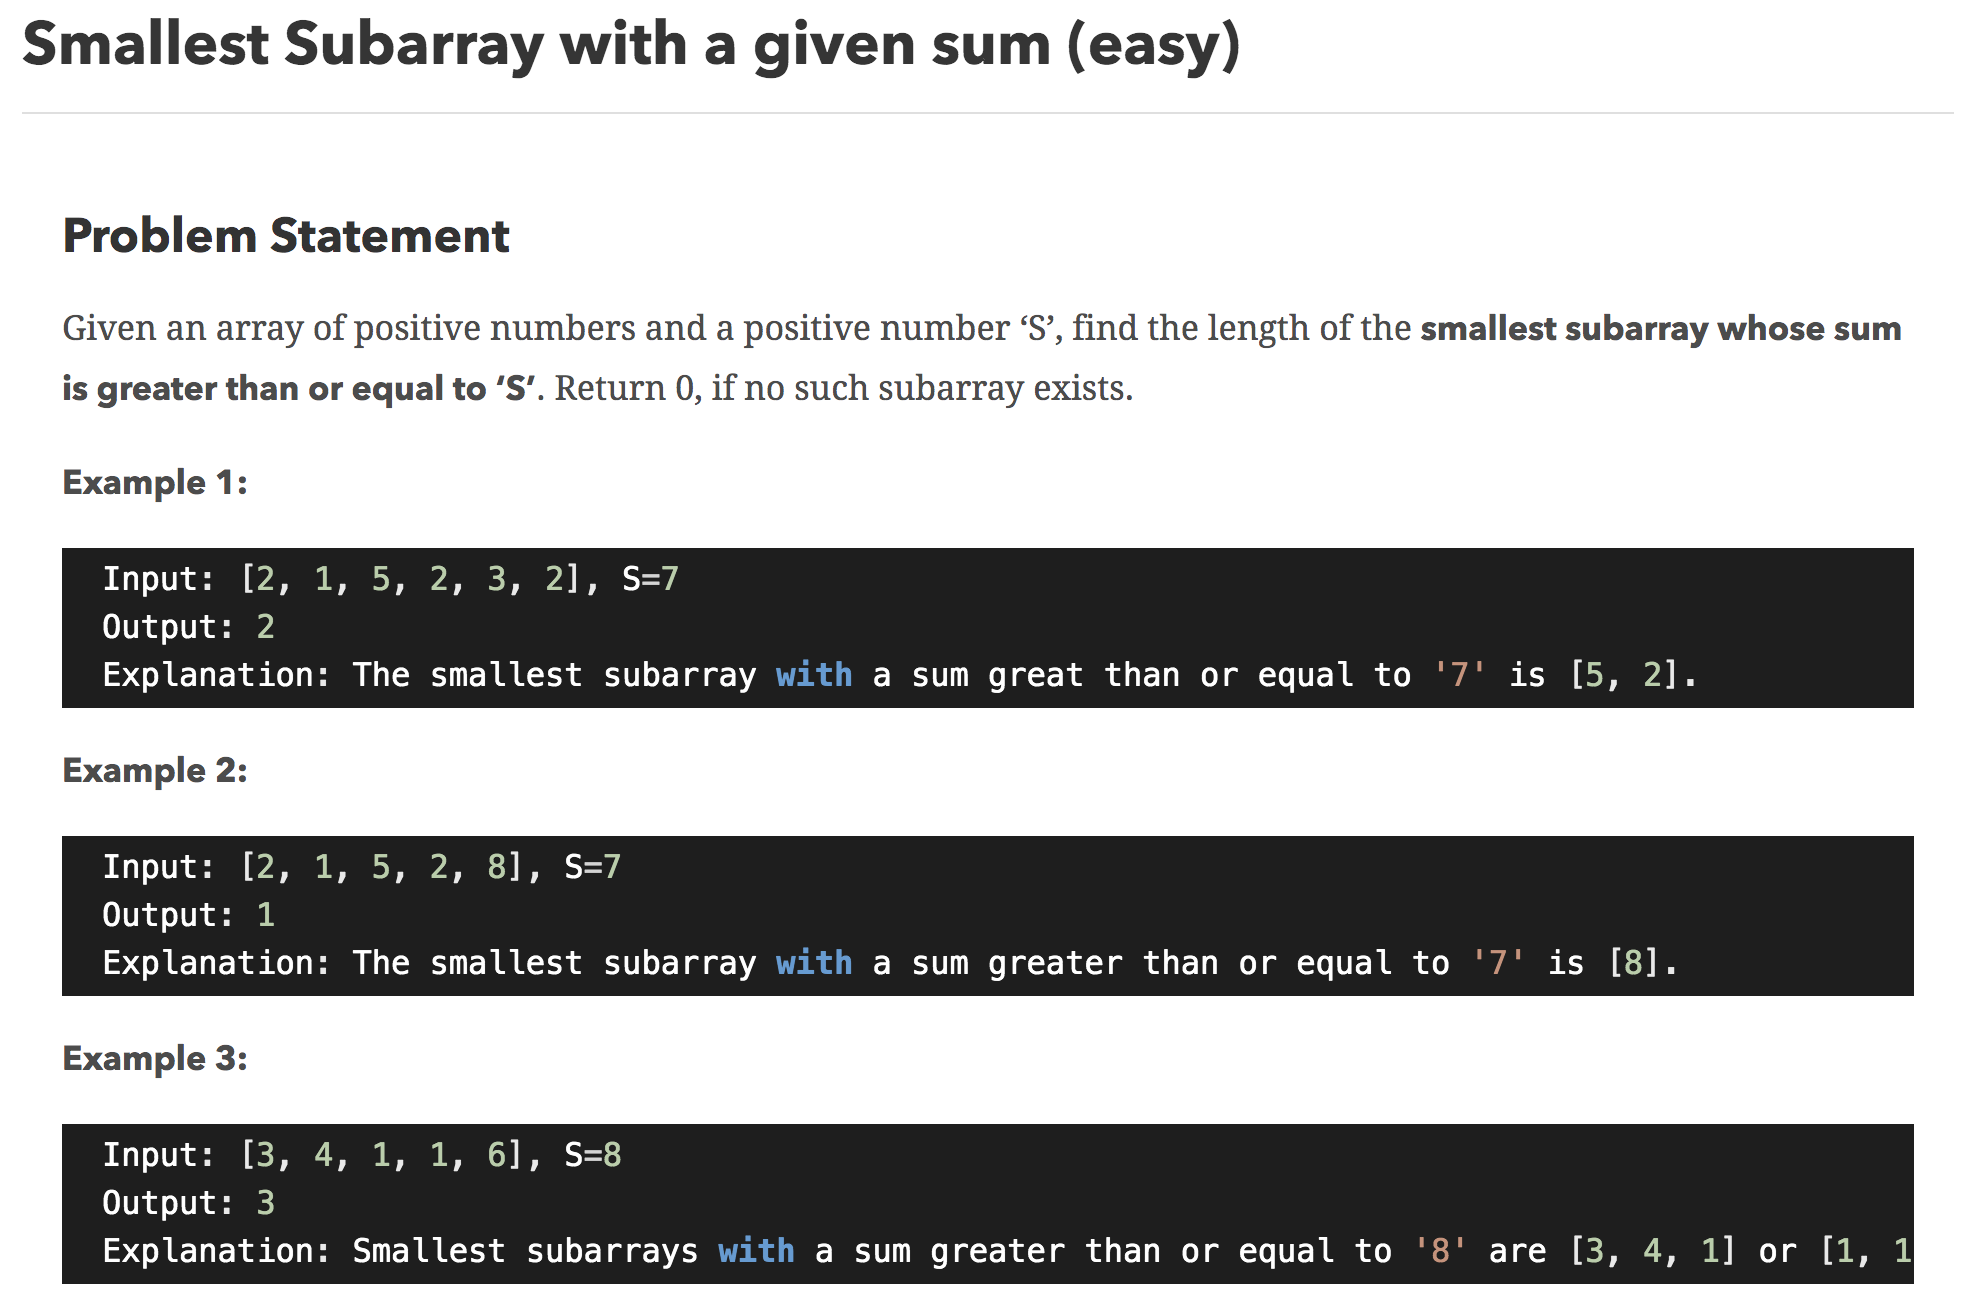 Smallest Subarray with a given sum (easy)
Problem Statement
Given an array of positive numbers and a positive number ‘S’, find the length of the smallest subarray whose sum
is greater than or equal to ‘S’. Return 0, if no such subarray exists.
Example 1:
Input: [2, 1, 5, 2, 3, 2], S=7
Output: 2
Explanation: The smallest subarray with a sum great than or equal to '7' is [5, 2].
Example 2:
Input: [2, 1, 5, 2, 8], S=7
Output: 1
Explanation: The smallest subarray with a sum greater than or equal to '7' is [8].
Example 3:
Input: [3, 4, 1, 1, 6], S=8
Output: 3
Explanation: Smallest subarrays with a sum greater than or equal to '8' are [3, 4, 1] or [1, 1